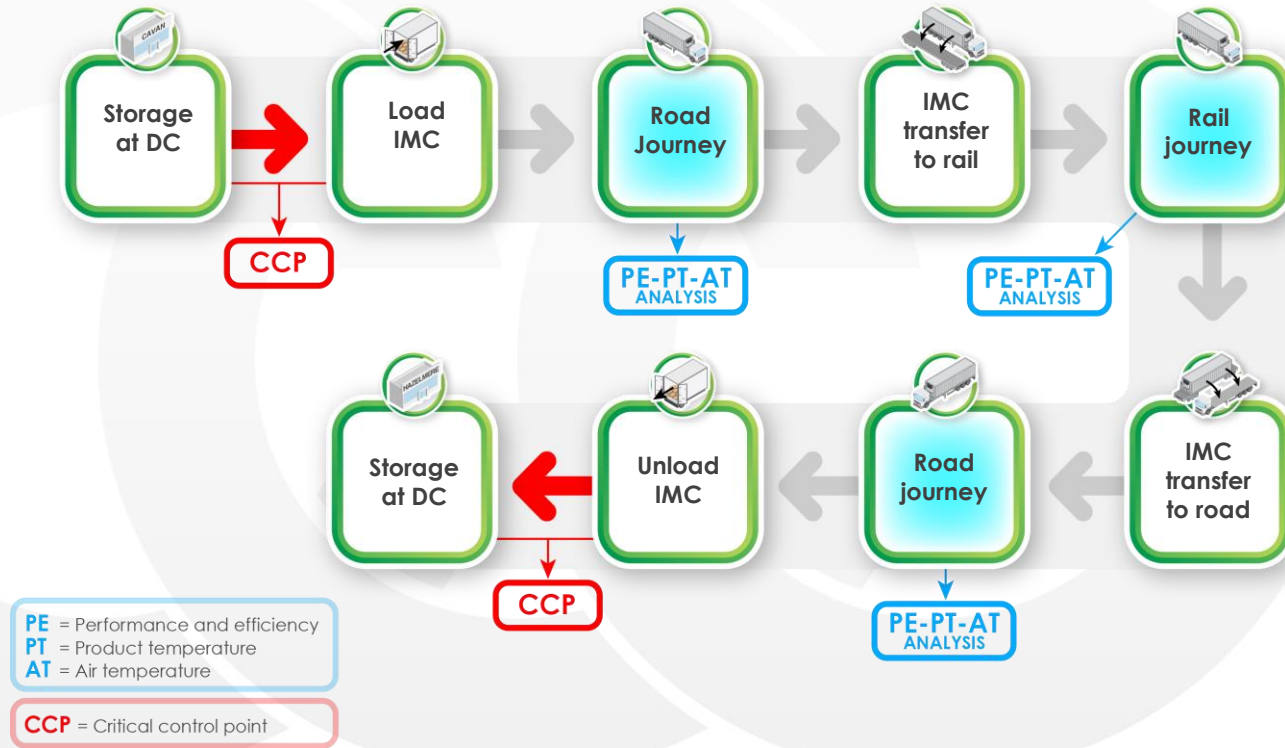 CAVAN
Storage
at DC
Load
IMC
Road
Journey
IMC
transfer
to rail
Rail
journey
CCP
PE-PT-AT
ANALYSIS
PE-PT-AT
ANALYSIS
HAZELMERE
Storage
at DC
Unload
IMC
Road
journey
IMC
transfer
to road
CCP
PE-PT-AT
ANALYSIS
PE = Performance and efficiency
PT = Product temperature
AT = Air temperature
CCP = Critical control point